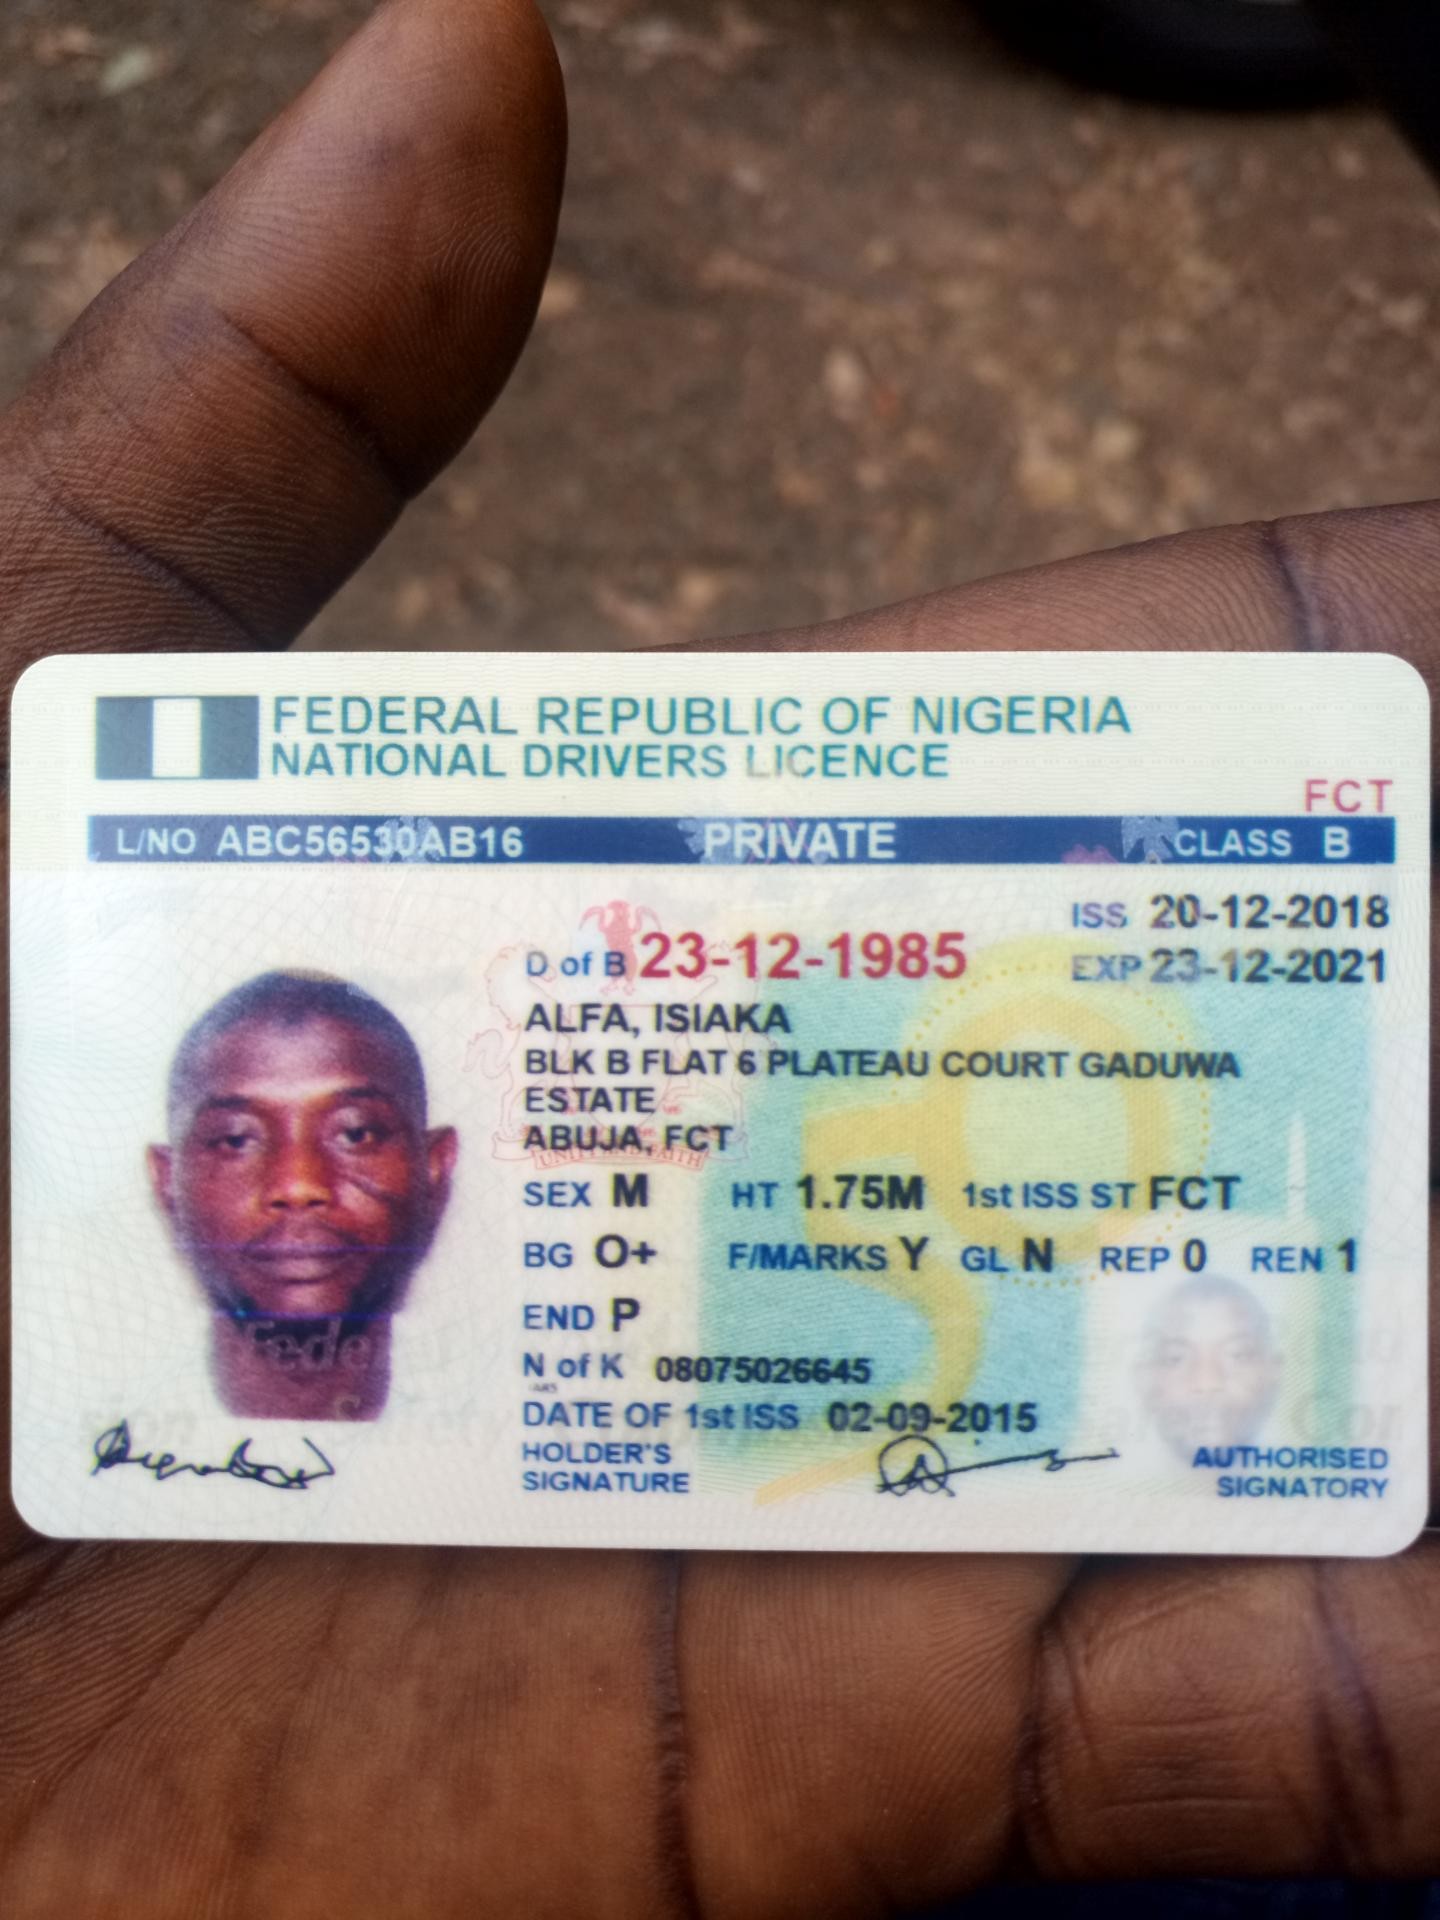 FEDERAL REPUBLIC OF NIGERIA
NATIONAL DRIVERS LICENCE
FCT
L/NO ABC56530AB16 PRIVATE CLASS B
ISS 20-12-2018
D of B 23-12-1985 EXP 23-12-2021
ALFA, ISIAKA
BLK B FLAT 6 PLATEAU COURT GADUWA
ESTATE
ABUJA, FCT
UNITY AND FAITH
SEX M HT 1.75M 1st ISS ST FCT
BG O+ F/MARKS Y GL N REP 0 REN 1
END P
Federal
N of K 08075026645
DATE OF 1st ISS 02-09-2015
Safety
HOLDER'S
SIGNATURE
AUTHORISED
SIGNATORY